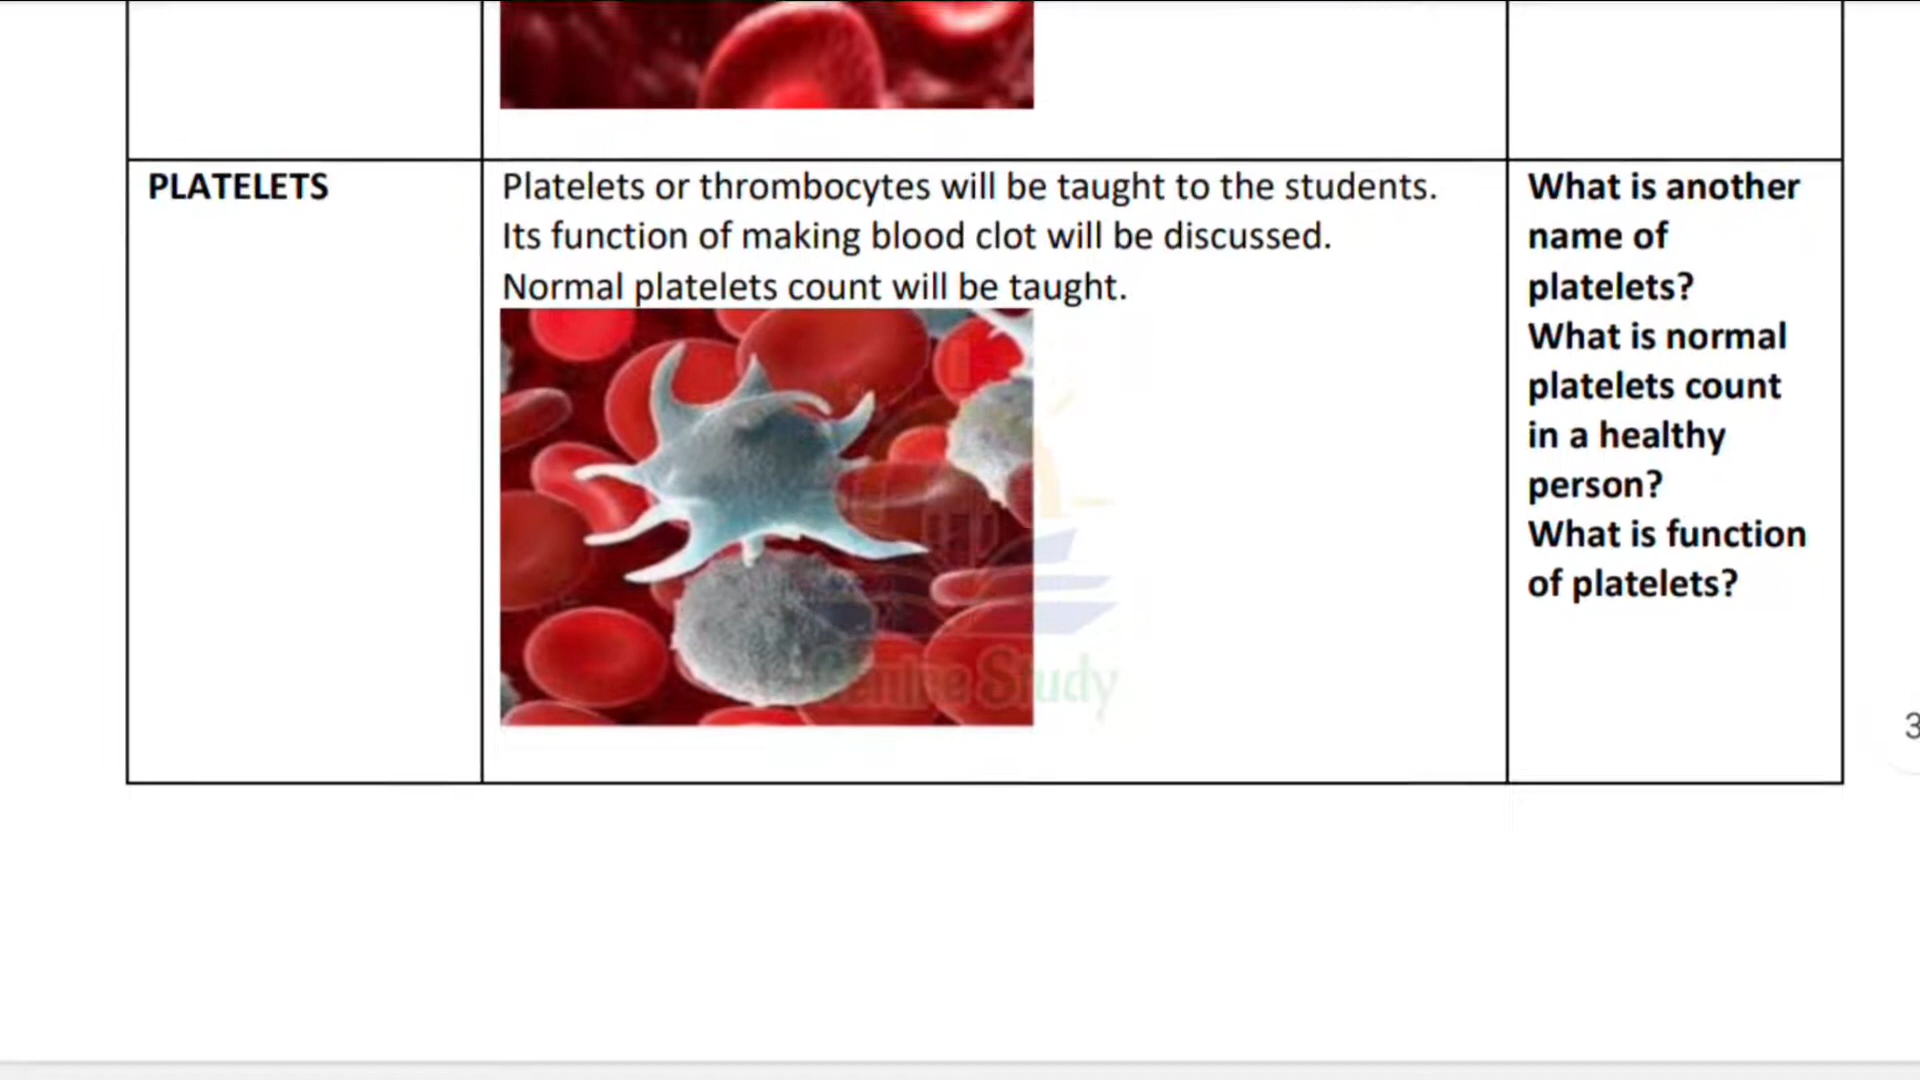 PLATELETS
Platelets or thrombocytes will be taught to the students.
Its function of making blood clot will be discussed.
Normal platelets count will be taught.
What is another
name of
platelets?
What is normal
platelets count
in a healthy
person?
What is function
of platelets?
Study
3